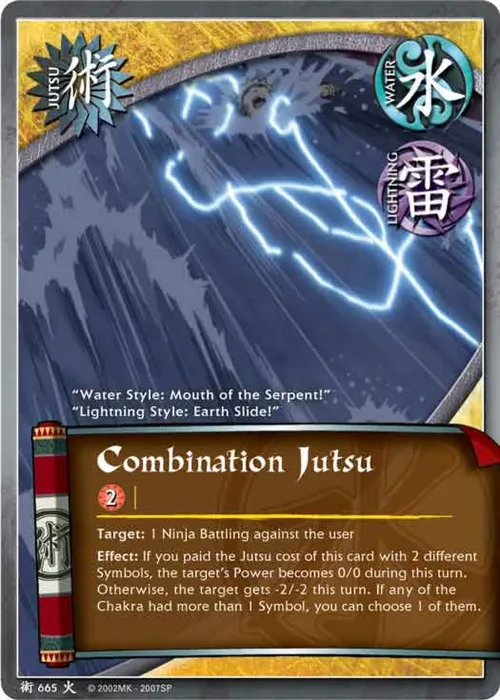 JUTSU
術
WATER
水
LIGHTNING
雷
“Water Style: Mouth of the Serpent!”
“Lightning Style: Earth Slide!”
Combination Jutsu
2
術
Target: 1 Ninja Battling against the user
Effect: If you paid the Jutsu cost of this card with 2 different
Symbols, the target's Power becomes 0/0 during this turn.
Otherwise, the target gets -2/-2 this turn. If any of the
Chakra had more than 1 Symbol, you can choose 1 of them.
術 665 火 © 2002MK - 2007SP